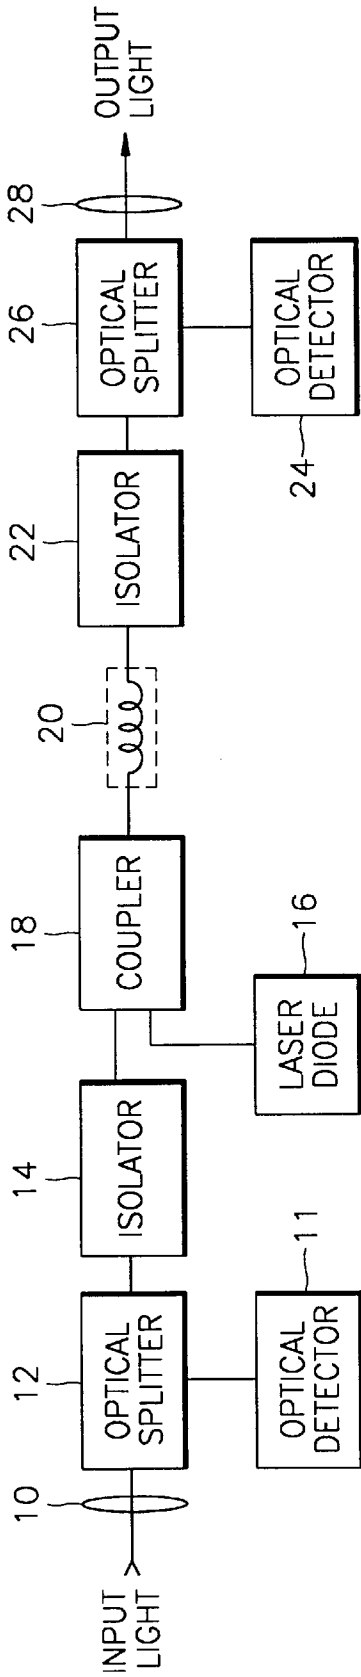 INPUT
LIGHT
10
12
OPTICAL
SPLITTER
OPTICAL
DETECTOR
11
14
ISOLATOR
LASER
DIODE
16
18
COUPLER
20
22
ISOLATOR
26
OPTICAL
SPLITTER
24
OPTICAL
DETECTOR
28
OUTPUT
LIGHT